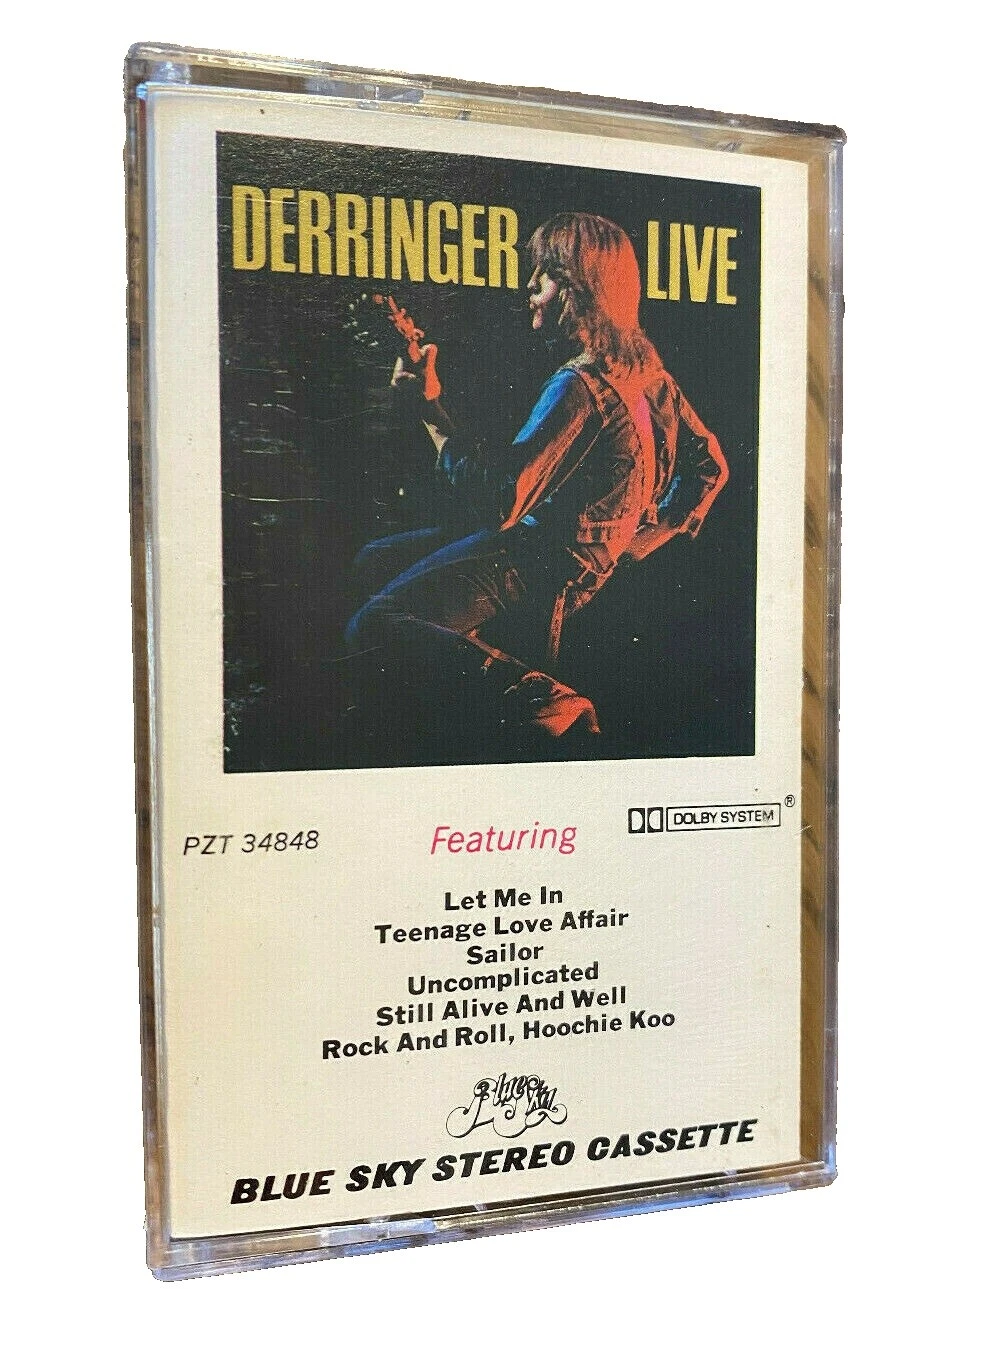 DERRINGER LIVE
PZT 34848
Featuring
DOLBY SYSTEM ®
Let Me In
Teenage Love Affair
Sailor
Uncomplicated
Still Alive And Well
Rock And Roll, Hoochie Koo
Blue Sky
BLUE SKY STEREO CASSETTE